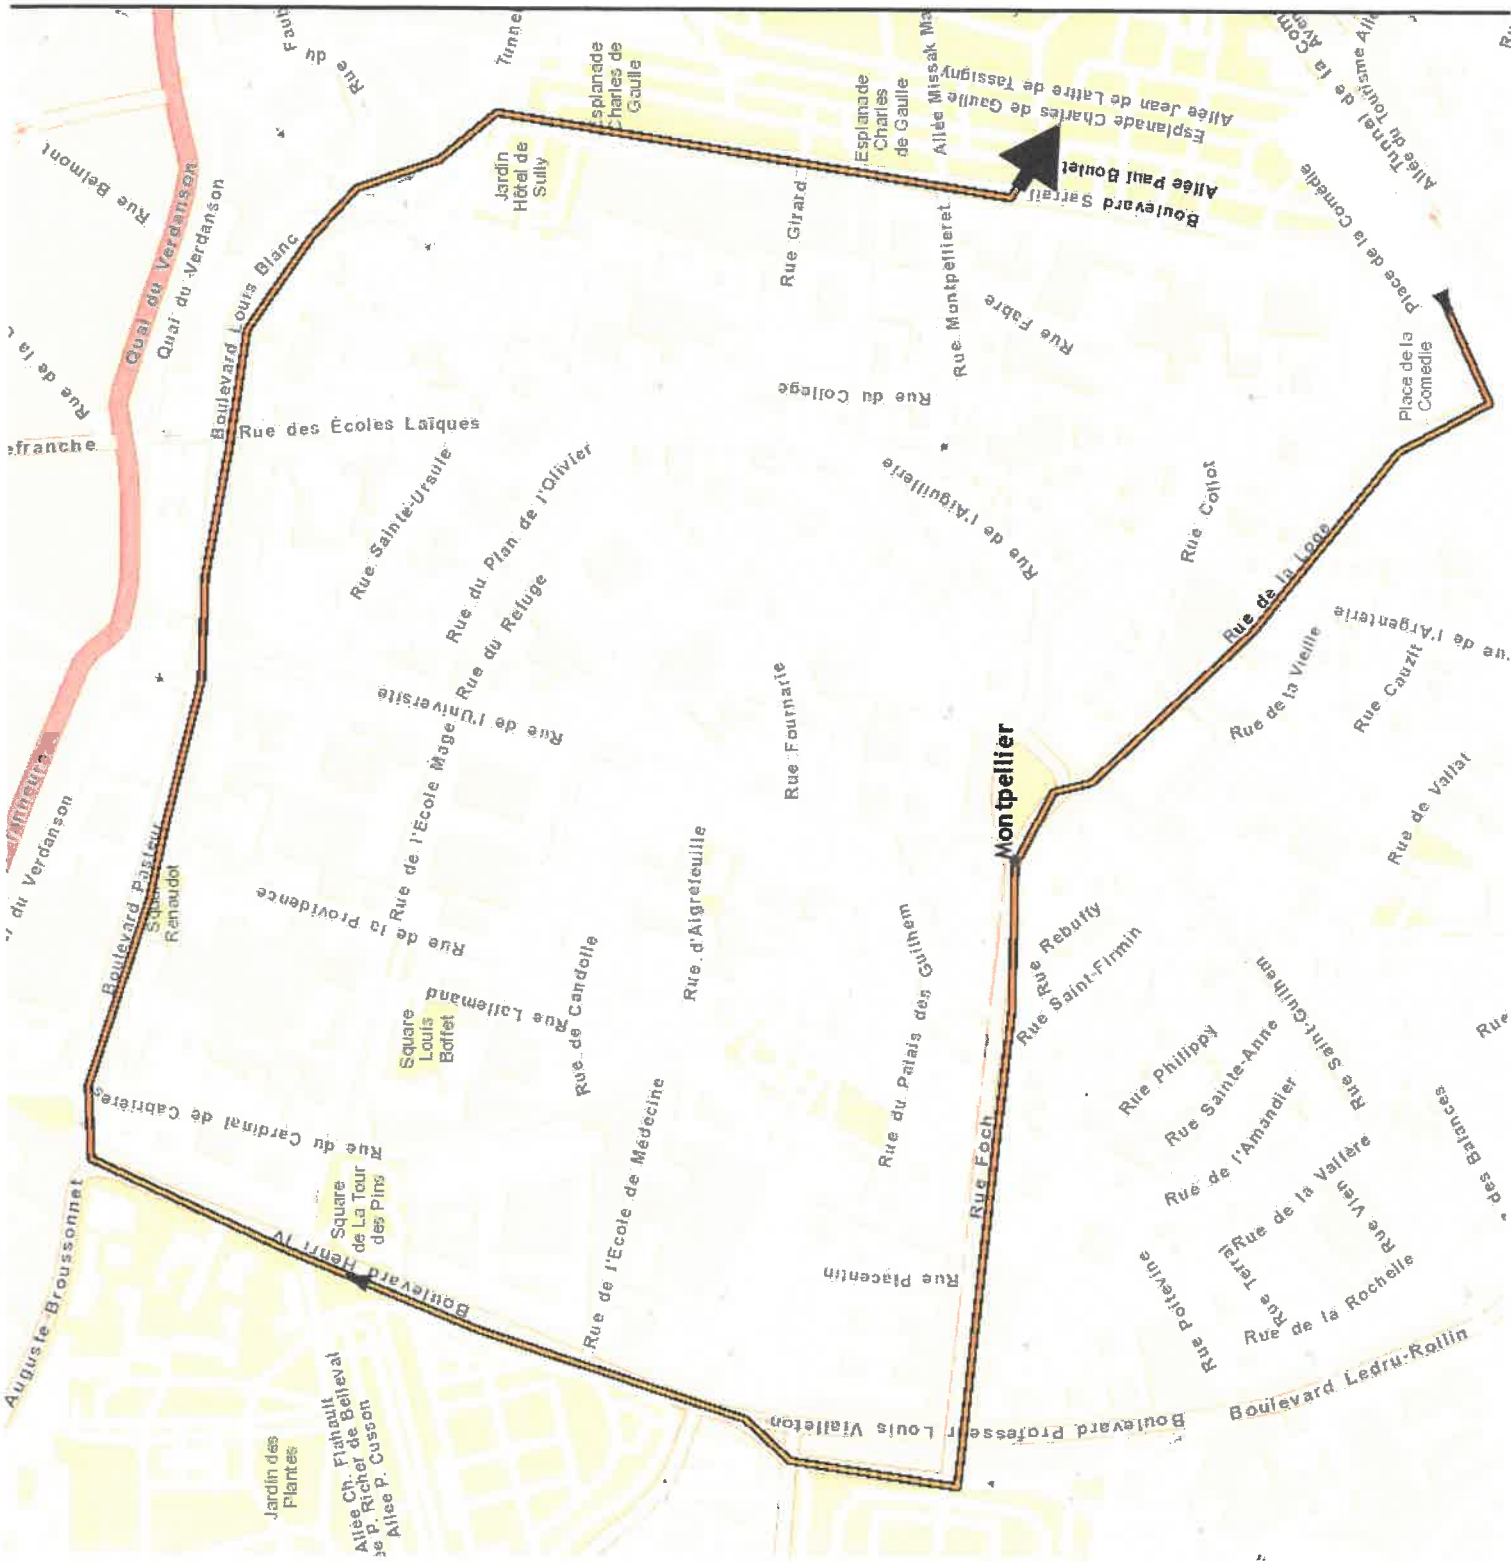 Rue du Faub
Tunnel
Esplanade
Charles de
Gaulle
Esplanade
Charles
de Gaulle
Allée Missak Ma
Allée Jean de Lattre de Tassigny
Esplanade Charles de Gaulle
Allée Paul Boulet
Boulevard Sarrail
Tunnel de la Com
Aven
Allée du Tourisme Allé
Place de la Comédie
Rue Belmont
Quai du Verdanson
Quai du Verdanson
Jardin
Hôtel de
Sully
Rue Girard
Rue Montpelliéret
Rue Fabre
Rue de la
Boulevard Louis Blanc
Rue du Collège
Place de la
Comédie
efranche
Rue des Écoles Laïques
Rue Sainte-Ursule
Rue du Plan de l'Olivier
Rue de l'Aiguillerie
Rue Collot
Rue de la Loge
Rue du Refuge
Rue de l'Université
Rue Fournarié
ue de l'Argenterie
Rue de la Vieille
Rue Cauzit
Montpellier
du Verdanson
Rue de l'École Mage
Rue de Vallat
Boulevard Pasteur
Square
Renaudot
Rue de la Providence
Rue d'Aigrefeuille
Rue Lallemand
Rue de Candolle
Square
Louis
Boffet
Rue du Palais des Guilhem
Rue Rebuffy
Rue Saint-Firmin
Rue Saint-Guilhem
Rue
Rue Philippy
Rue Sainte-Anne
Rue de l'Amandier
Rue du Cardinal de Cabrières
Rue de l'École de Médecine
Rue Foch
des Balances
Square
de La Tour
des Pins
Auguste-Broussonnet
Boulevard Henri IV
Rue Placentin
Rue de la Valfère
Rue Vien
Rue Terral
Rue Poitevine
Rue de la Rochelle
Boulevard Ledru-Rollin
Boulevard Professeur Louis Vialleton
Jardin des
Plantes
Allée Ch. Flahault
ée P. Richer de Belleval
Allée P. Cusson